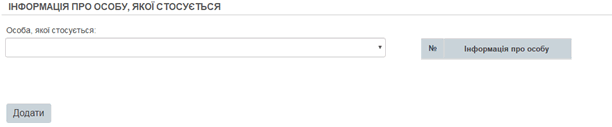 ІНФОРМАЦІЯ ПРО ОСОБУ, ЯКОЇ СТОСУЄТЬСЯ
Особа, якої стосується:
№ Інформація про особу
Додати